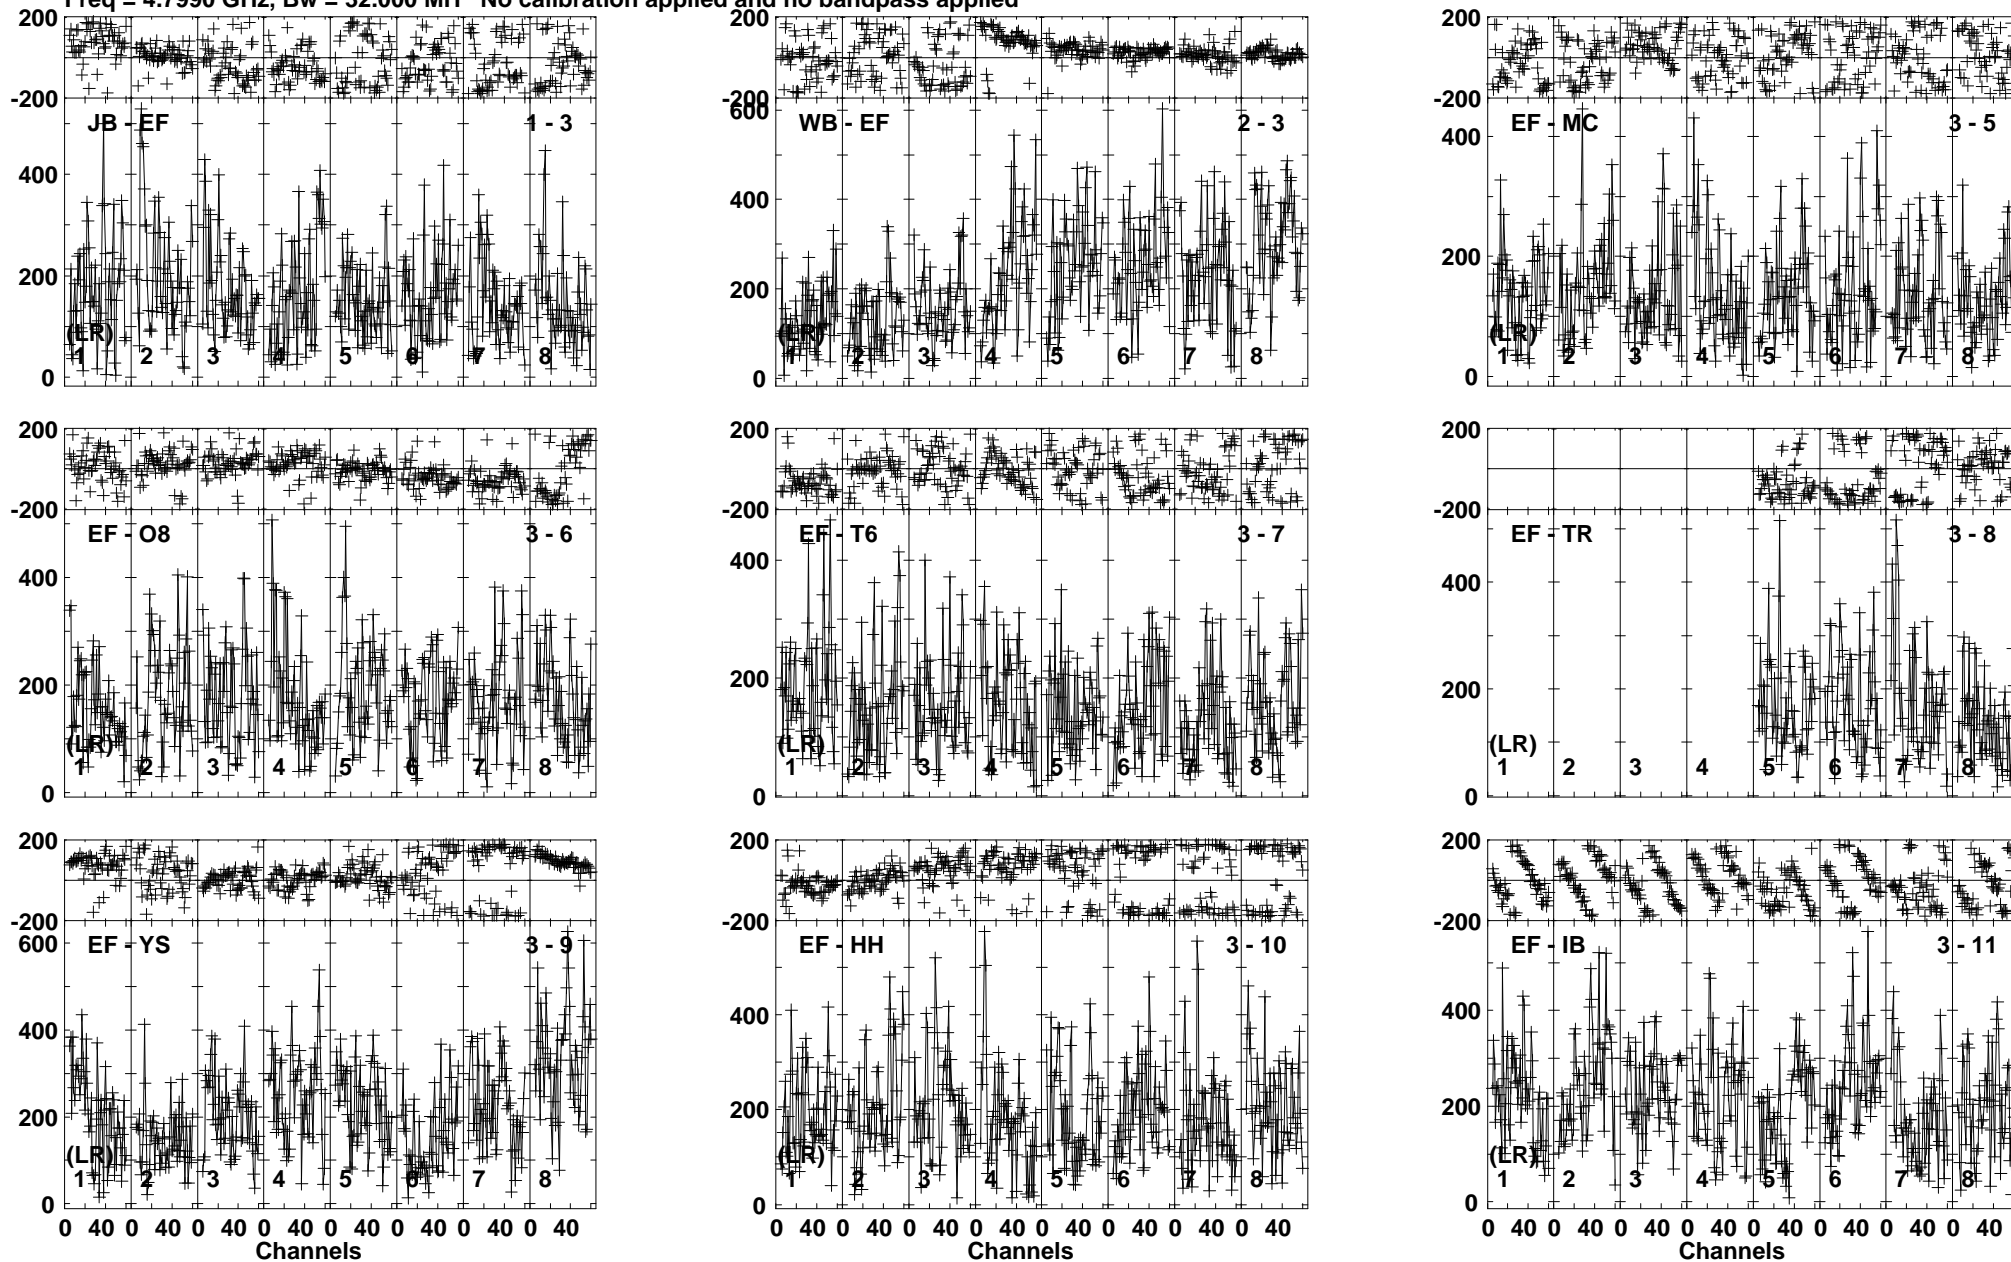 Freq = 4.7990 GHz, Bw = 32.000 MH No calibration applied and no bandpass applied
200 200 200
-200 -200 -200
JB - EF 1 - 3 WB - EF 2 - 3 EF - MC 3 - 5
600
400 400 400
200 200 200
(LR) (LR) (LR)
1 2 3 4 5 6 7 8 1 2 3 4 5 6 7 8 1 2 3 4 5 6 7 8
0 0 0
200 200 200
-200 -200 -200
EF - O8 3 - 6 EF - T6 3 - 7 EF - TR 3 - 8
400 400 400
200 200 200
(LR) (LR) (LR)
1 2 3 4 5 6 7 8 1 2 3 4 5 6 7 8 1 2 3 4 5 6 7 8
0 0 0
200 200 200
-200 -200 -200
600
EF - YS 3 - 9 EF - HH 3 - 10 EF - IB 3 - 11
400 400 400
200 200 200
(LR) (LR) (LR)
1 2 3 4 5 6 7 8 1 2 3 4 5 6 7 8 1 2 3 4 5 6 7 8
0 0 0
0 40 0 40 0 40 0 40 0 40 0 40 0 40 0 40 0 40 0 40 0 40 0 40 0 40 0 40 0 40 0 40 0 40 0 40 0 40 0 40 0 40 0 40 0 40 0 40
Channels Channels Channels